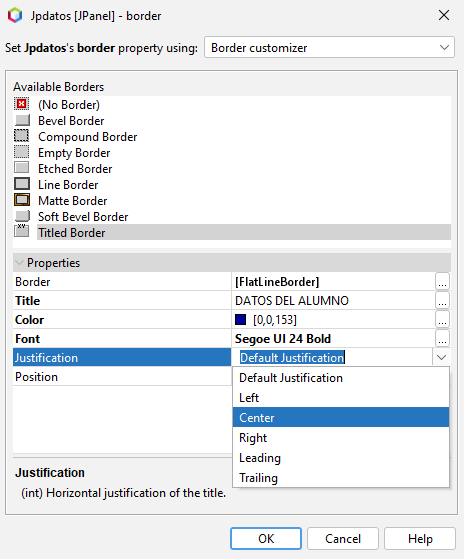 Jpdatos [JPanel] - border
Set Jpdatos's border property using: Border customizer
Available Borders
(No Border)
Bevel Border
Compound Border
Empty Border
Etched Border
Line Border
Matte Border
Soft Bevel Border
Titled Border
Properties
Border [FlatLineBorder] ...
Title DATOS DEL ALUMNO ...
Color [0,0,153] ...
Font Segoe UI 24 Bold ...
Justification Default Justification
Position Default Justification
Left
Center
Right
Leading
Trailing
Justification
(int) Horizontal justification of the title.
OK Cancel Help